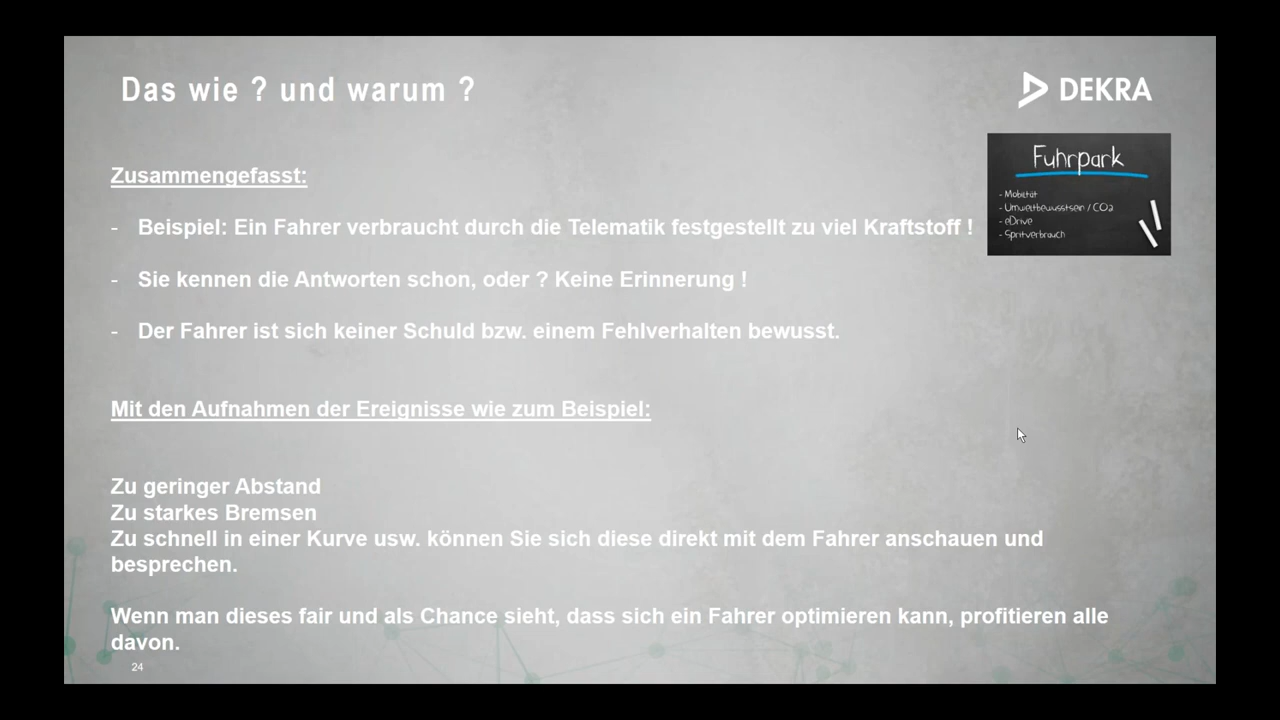 Das wie ? und warum ?
DEKRA
Fuhrpark
- Mobilität
- Umweltbewusstsein / CO2
- eDrive
- Spritverbrauch
Zusammengefasst:
- Beispiel: Ein Fahrer verbraucht durch die Telematik festgestellt zu viel Kraftstoff !
- Sie kennen die Antworten schon, oder ? Keine Erinnerung !
- Der Fahrer ist sich keiner Schuld bzw. einem Fehlverhalten bewusst.
Mit den Aufnahmen der Ereignisse wie zum Beispiel:
Zu geringer Abstand
Zu starkes Bremsen
Zu schnell in einer Kurve usw. können Sie sich diese direkt mit dem Fahrer anschauen und
besprechen.
Wenn man dieses fair und als Chance sieht, dass sich ein Fahrer optimieren kann, profitieren alle
davon.
24